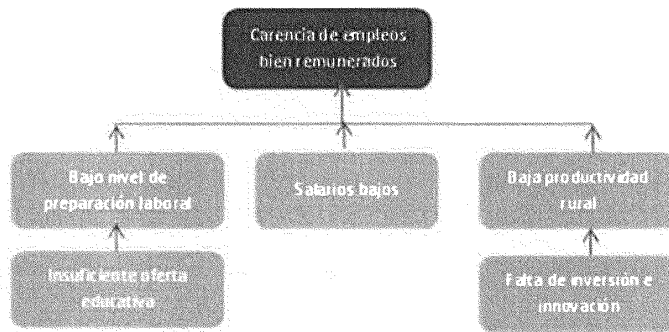 Carencia de empleos
bien remunerados
Bajo nivel de
preparación laboral
Salarios bajos
Baja productividad
rural
Insuficiente oferta
educativa
Falta de inversión e
innovación